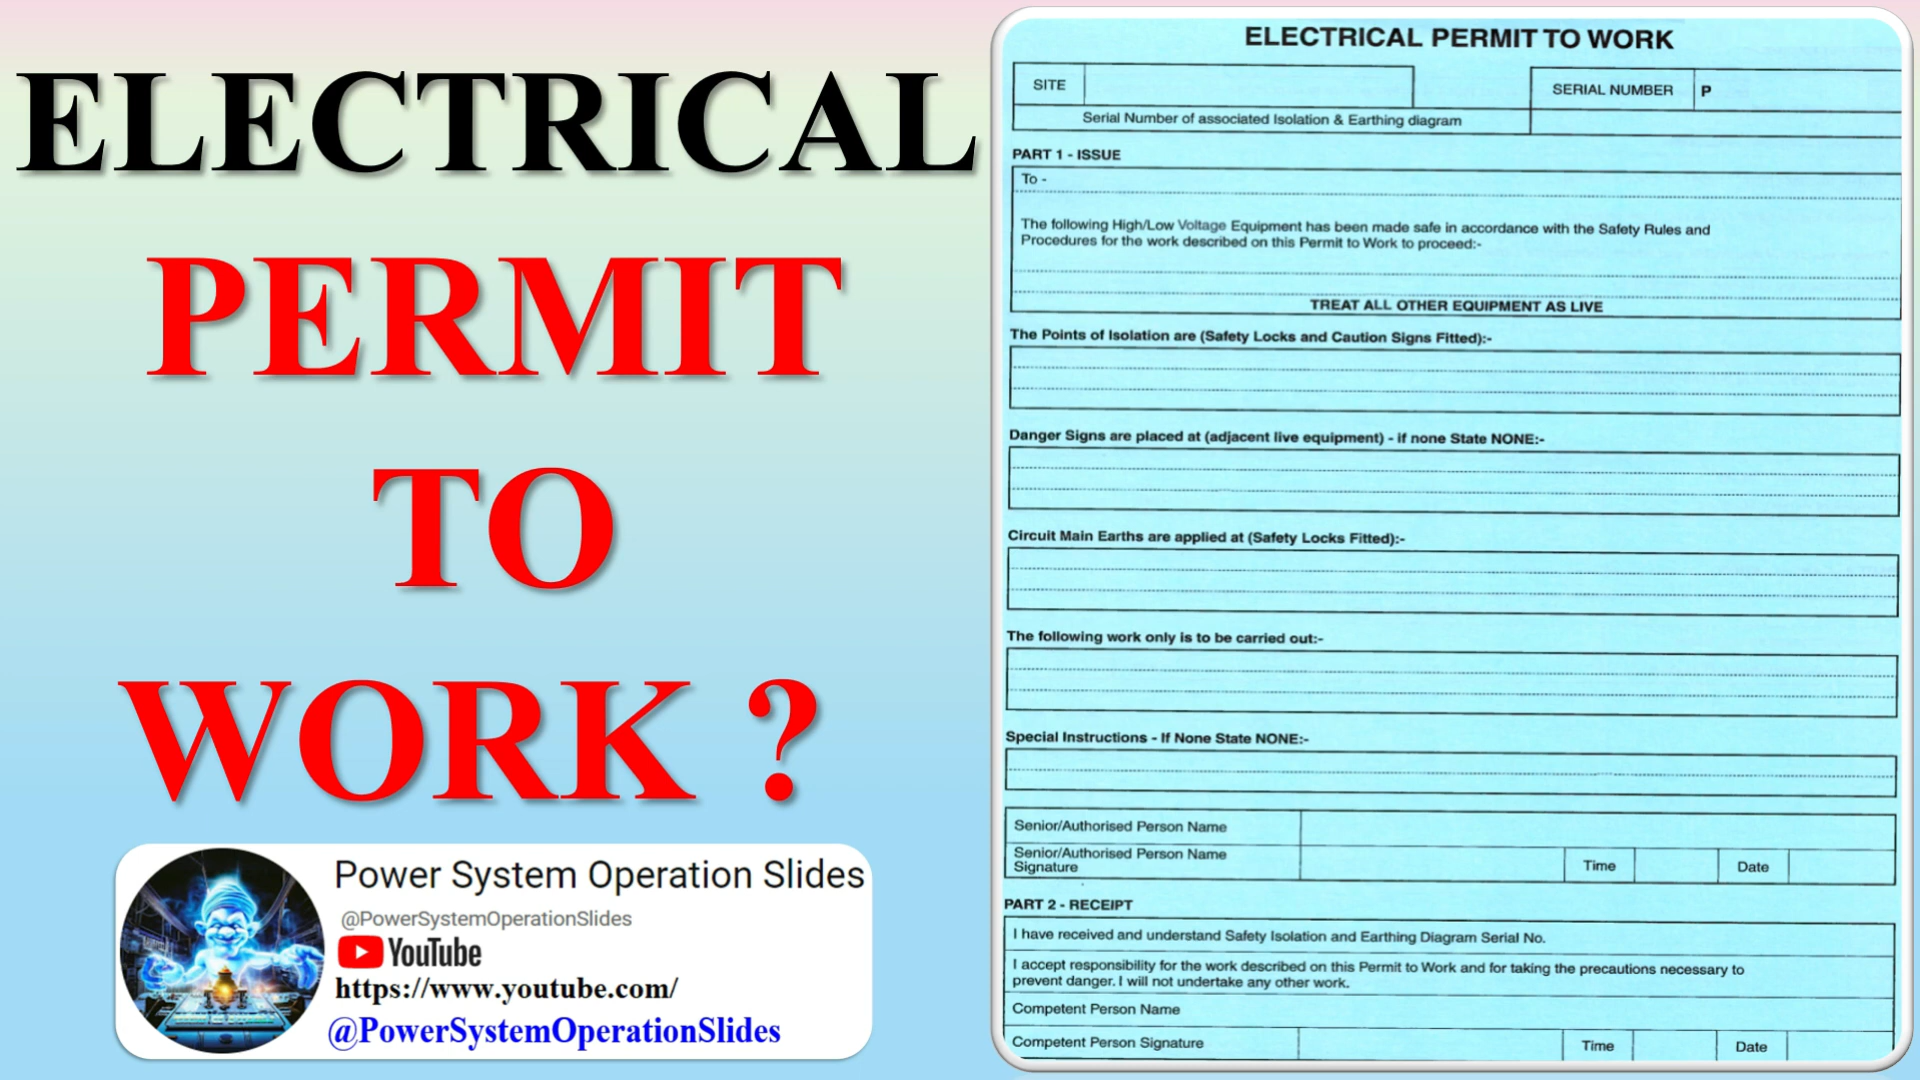 ELECTRICAL
PERMIT
TO
WORK ?
Power System Operation Slides
@PowerSystemOperationSlides
YouTube
https://www.youtube.com/
@PowerSystemOperationSlides
ELECTRICAL PERMIT TO WORK
SITE
SERIAL NUMBER P
Serial Number of associated Isolation & Earthing diagram
PART 1 - ISSUE
To -
The following High/Low Voltage Equipment has been made safe in accordance with the Safety Rules and
Procedures for the work described on this Permit to Work to proceed:-
TREAT ALL OTHER EQUIPMENT AS LIVE
The Points of Isolation are (Safety Locks and Caution Signs Fitted):-
Danger Signs are placed at (adjacent live equipment) - if none State NONE:-
Circuit Main Earths are applied at (Safety Locks Fitted):-
The following work only is to be carried out:-
Special Instructions - If None State NONE:-
Senior/Authorised Person Name
Senior/Authorised Person Name
Signature
Time
Date
PART 2 - RECEIPT
I have received and understand Safety Isolation and Earthing Diagram Serial No.
I accept responsibility for the work described on this Permit to Work and for taking the precautions necessary to
prevent danger. I will not undertake any other work.
Competent Person Name
Competent Person Signature
Time
Date